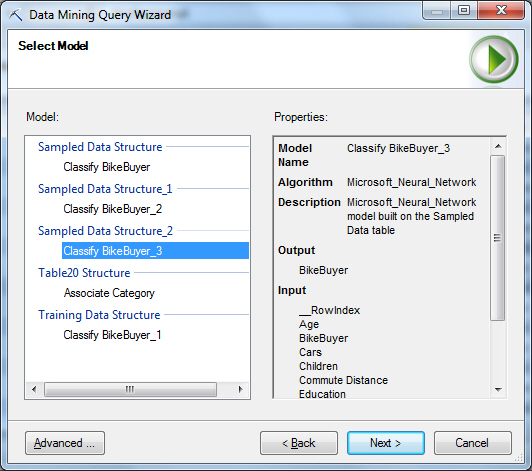 Data Mining Query Wizard
Select Model
Model:
Sampled Data Structure
Classify BikeBuyer
Sampled Data Structure_1
Classify BikeBuyer_2
Sampled Data Structure_2
Classify BikeBuyer_3
Table20 Structure
Associate Category
Training Data Structure
Classify BikeBuyer_1
Properties:
Model Name Classify BikeBuyer_3
Algorithm Microsoft_Neural_Network
Description Microsoft_Neural_Network
model built on the Sampled
Data table
Output
BikeBuyer
Input
__RowIndex
Age
BikeBuyer
Cars
Children
Commute Distance
Education
Advanced ...
< Back
Next >
Cancel